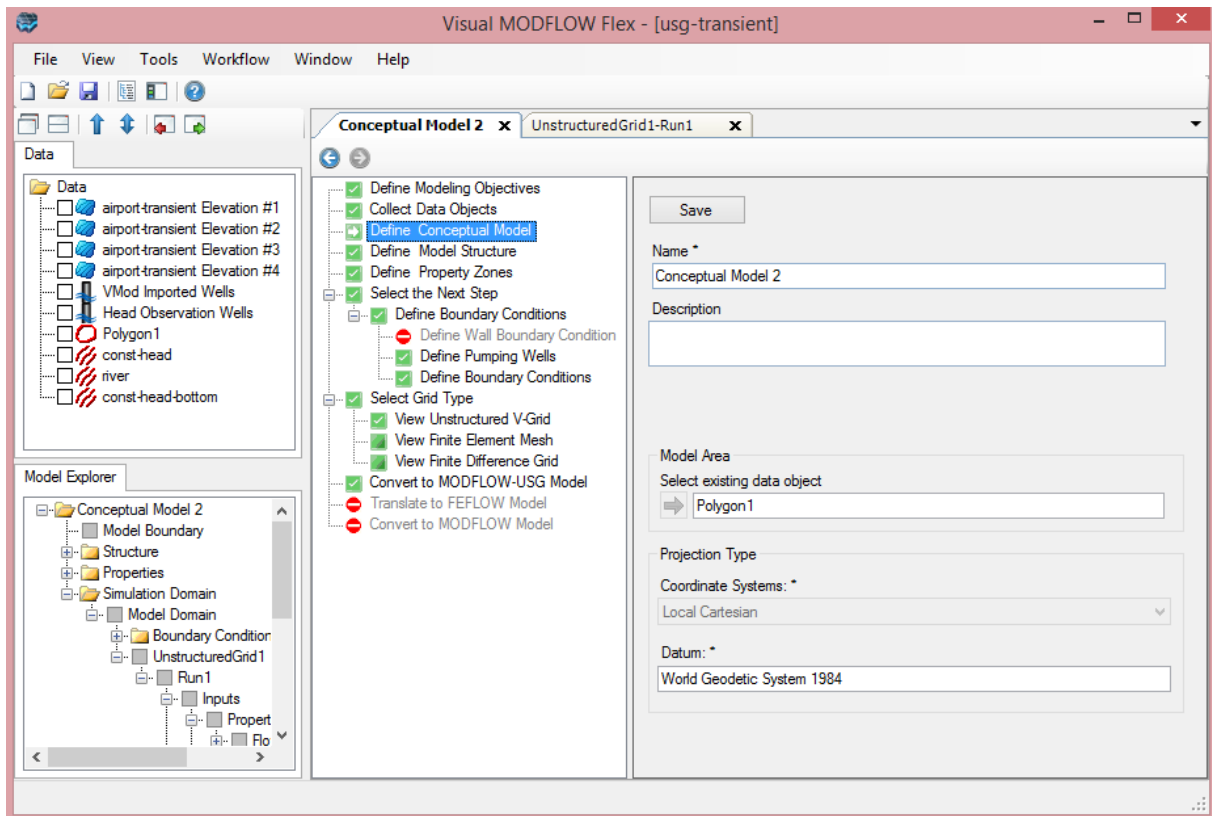 Visual MODFLOW Flex - [usg-transient]
File View Tools Workflow Window Help
Data
Data
airport-transient Elevation #1
airport-transient Elevation #2
airport-transient Elevation #3
airport-transient Elevation #4
VMod Imported Wells
Head Observation Wells
Polygon1
const-head
river
const-head-bottom
Model Explorer
Conceptual Model 2
Model Boundary
Structure
Properties
Simulation Domain
Model Domain
Boundary Condition
UnstructuredGrid1
Run1
Inputs
Propert
Flo
Conceptual Model 2 x UnstructuredGrid1-Run1 x
Define Modeling Objectives
Collect Data Objects
Define Conceptual Model
Define Model Structure
Define Property Zones
Select the Next Step
Define Boundary Conditions
Define Wall Boundary Condition
Define Pumping Wells
Define Boundary Conditions
Select Grid Type
View Unstructured V-Grid
View Finite Element Mesh
View Finite Difference Grid
Convert to MODFLOW-USG Model
Translate to FEFLOW Model
Convert to MODFLOW Model
Save
Name *
Conceptual Model 2
Description
Model Area
Select existing data object
Polygon1
Projection Type
Coordinate Systems: *
Local Cartesian
Datum: *
World Geodetic System 1984